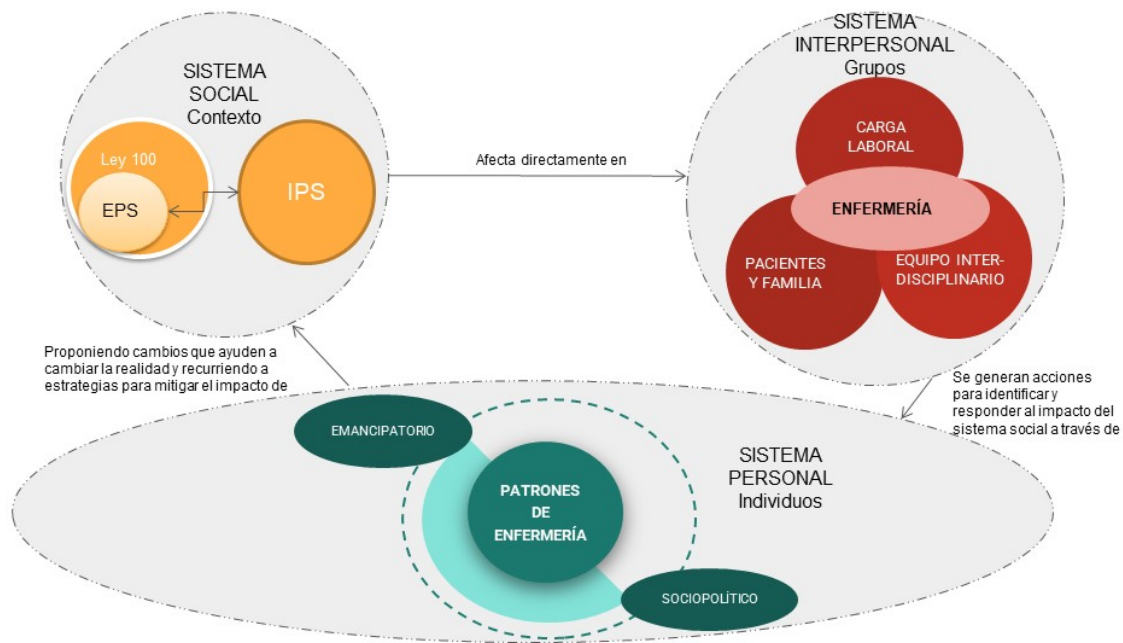 SISTEMA
SOCIAL
Contexto
Ley 100
EPS
IPS
Afecta directamente en
SISTEMA
INTERPERSONAL
Grupos
CARGA
LABORAL
ENFERMERÍA
PACIENTES
Y FAMILIA
EQUIPO INTER-
DISCIPLINARIO
Proponiendo cambios que ayuden a
cambiar la realidad y recurriendo a
estrategias para mitigar el impacto de
Se generan acciones
para identificar y
responder al impacto del
sistema social a través de
EMANCIPATORIO
PATRONES
DE
ENFERMERÍA
SISTEMA
PERSONAL
Individuos
SOCIOPOLÍTICO